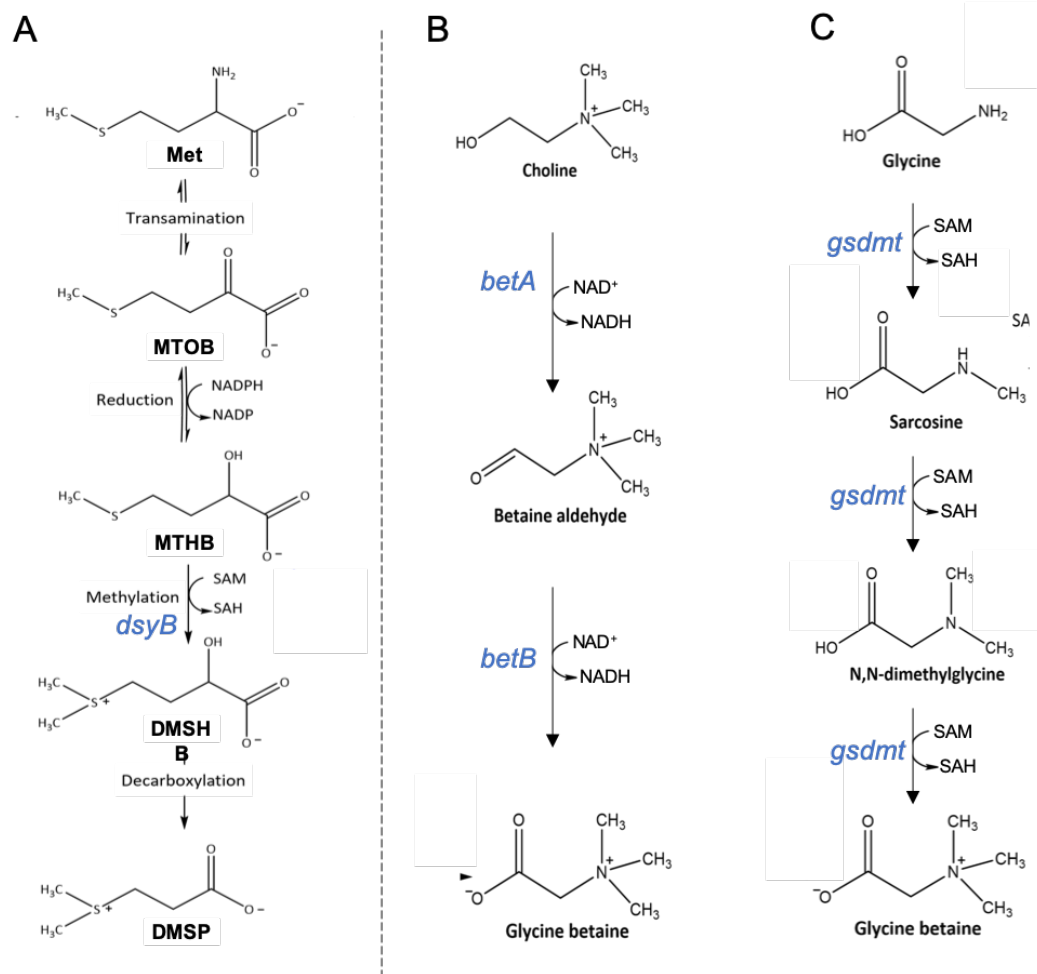 A
NH₂
H₃C
S
O⁻
O
Met
Transamination
O
H₃C
S
O
O⁻
MTOB
Reduction
NADPH
NADP
OH
H₃C
S
O
O⁻
MTHB
Methylation
SAM
SAH
dsyB
OH
H₃C
S⁺
H₃C
O
O⁻
DMSH
B
Decarboxylation
O
H₃C
S⁺
H₃C
O⁻
DMSP
B
CH₃
CH₃
N⁺
HO
CH₃
Choline
betA
NAD⁺
NADH
CH₃
CH₃
N⁺
O
CH₃
Betaine aldehyde
betB
NAD⁺
NADH
O
CH₃
CH₃
N⁺
⁻O
CH₃
Glycine betaine
C
O
NH₂
HO
Glycine
gsdmt
SAM
SAH
SA
O
H
N
HO
CH₃
Sarcosine
gsdmt
SAM
SAH
O
CH₃
N
HO
CH₃
N,N-dimethylglycine
gsdmt
SAM
SAH
O
CH₃
CH₃
N⁺
⁻O
CH₃
Glycine betaine